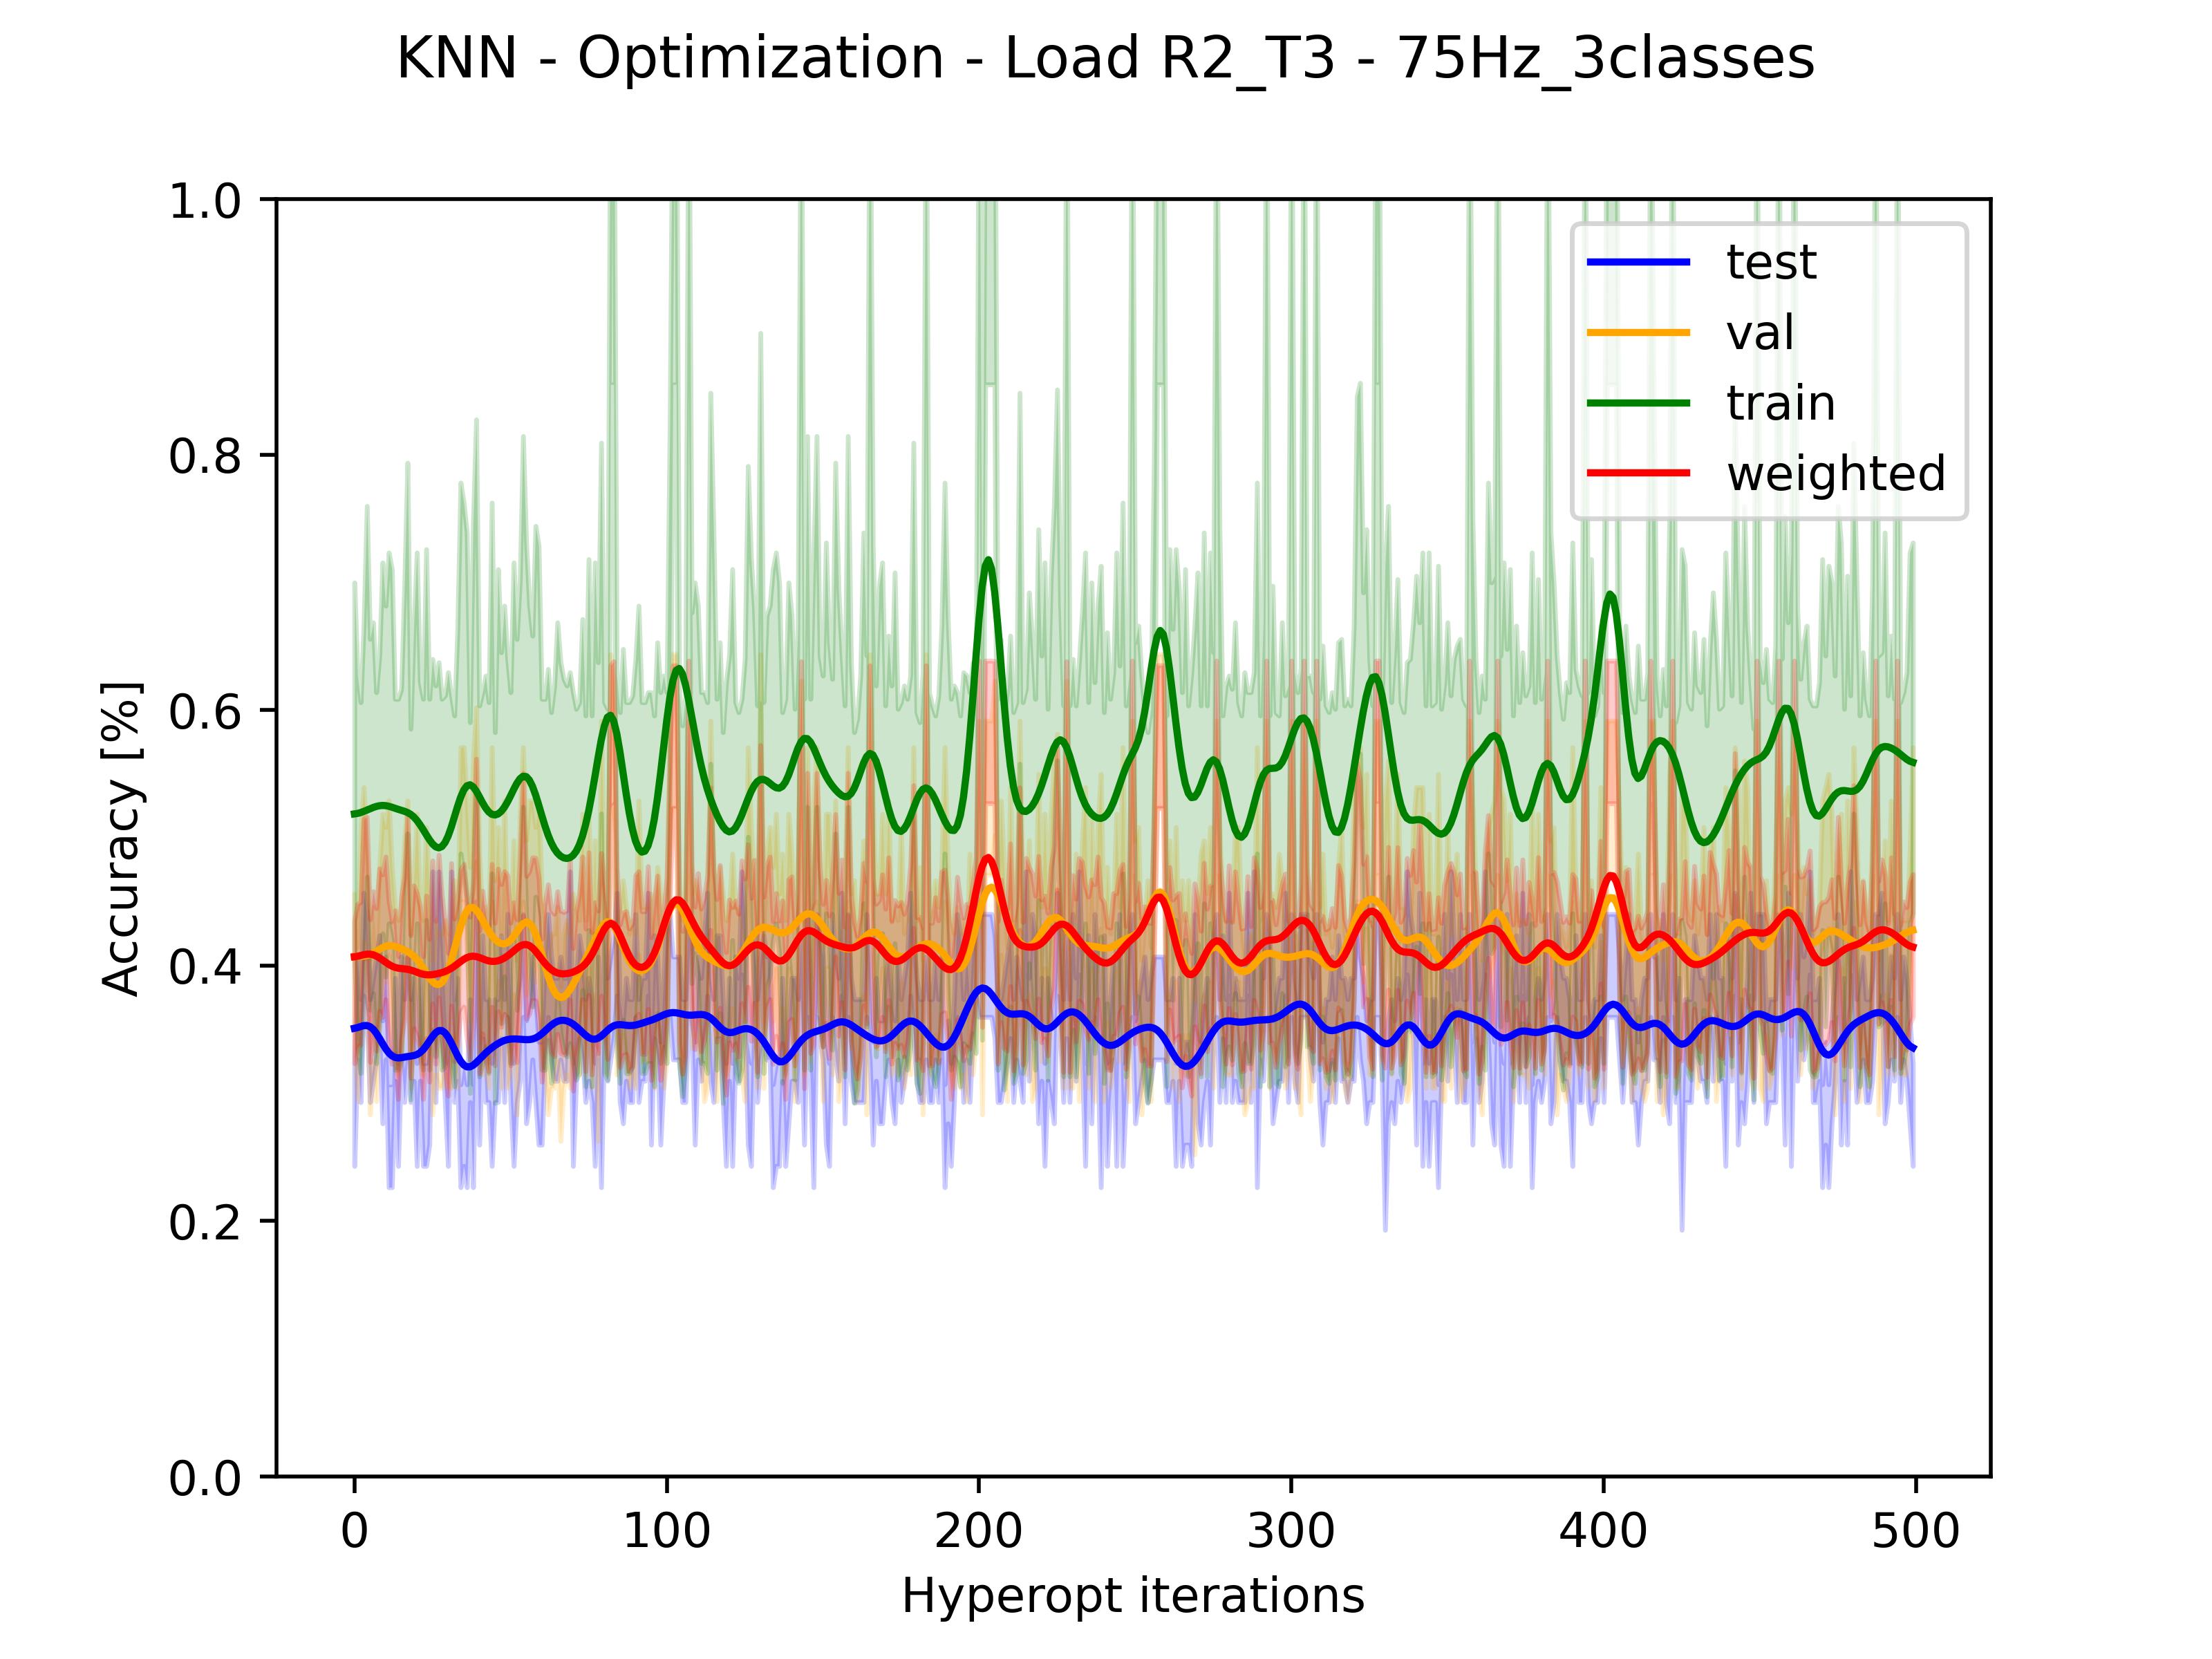 KNN - Optimization - Load R2_T3 - 75Hz_3classes
1.0
0.8
0.6
0.4
0.2
0.0
Accuracy [%]
test
val
train
weighted
0 100 200 300 400 500
Hyperopt iterations